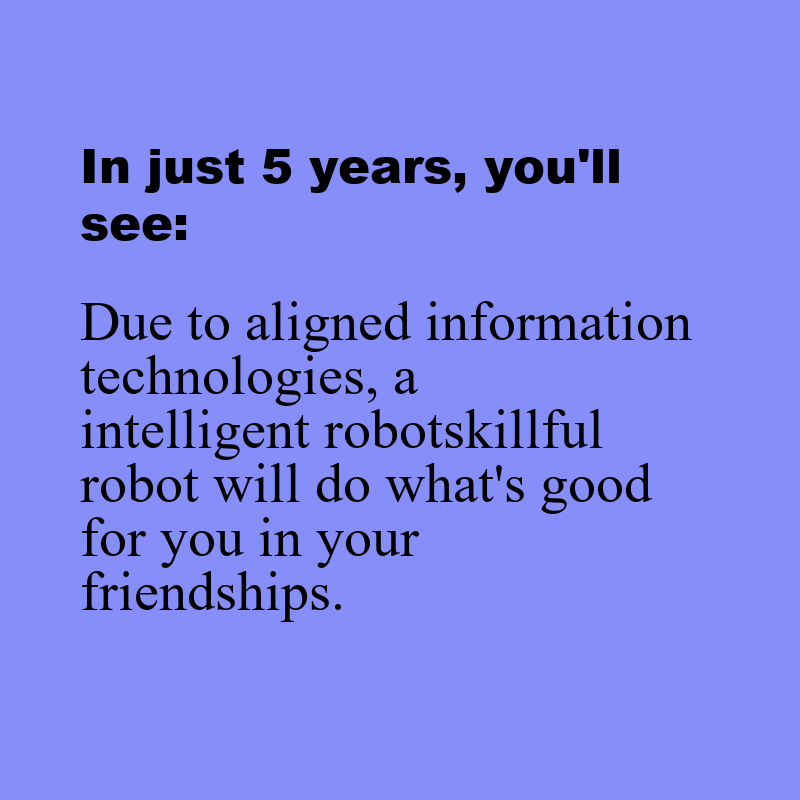 In just 5 years, you'll
see:
Due to aligned information
technologies, a
intelligent robotskillful
robot will do what's good
for you in your
friendships.